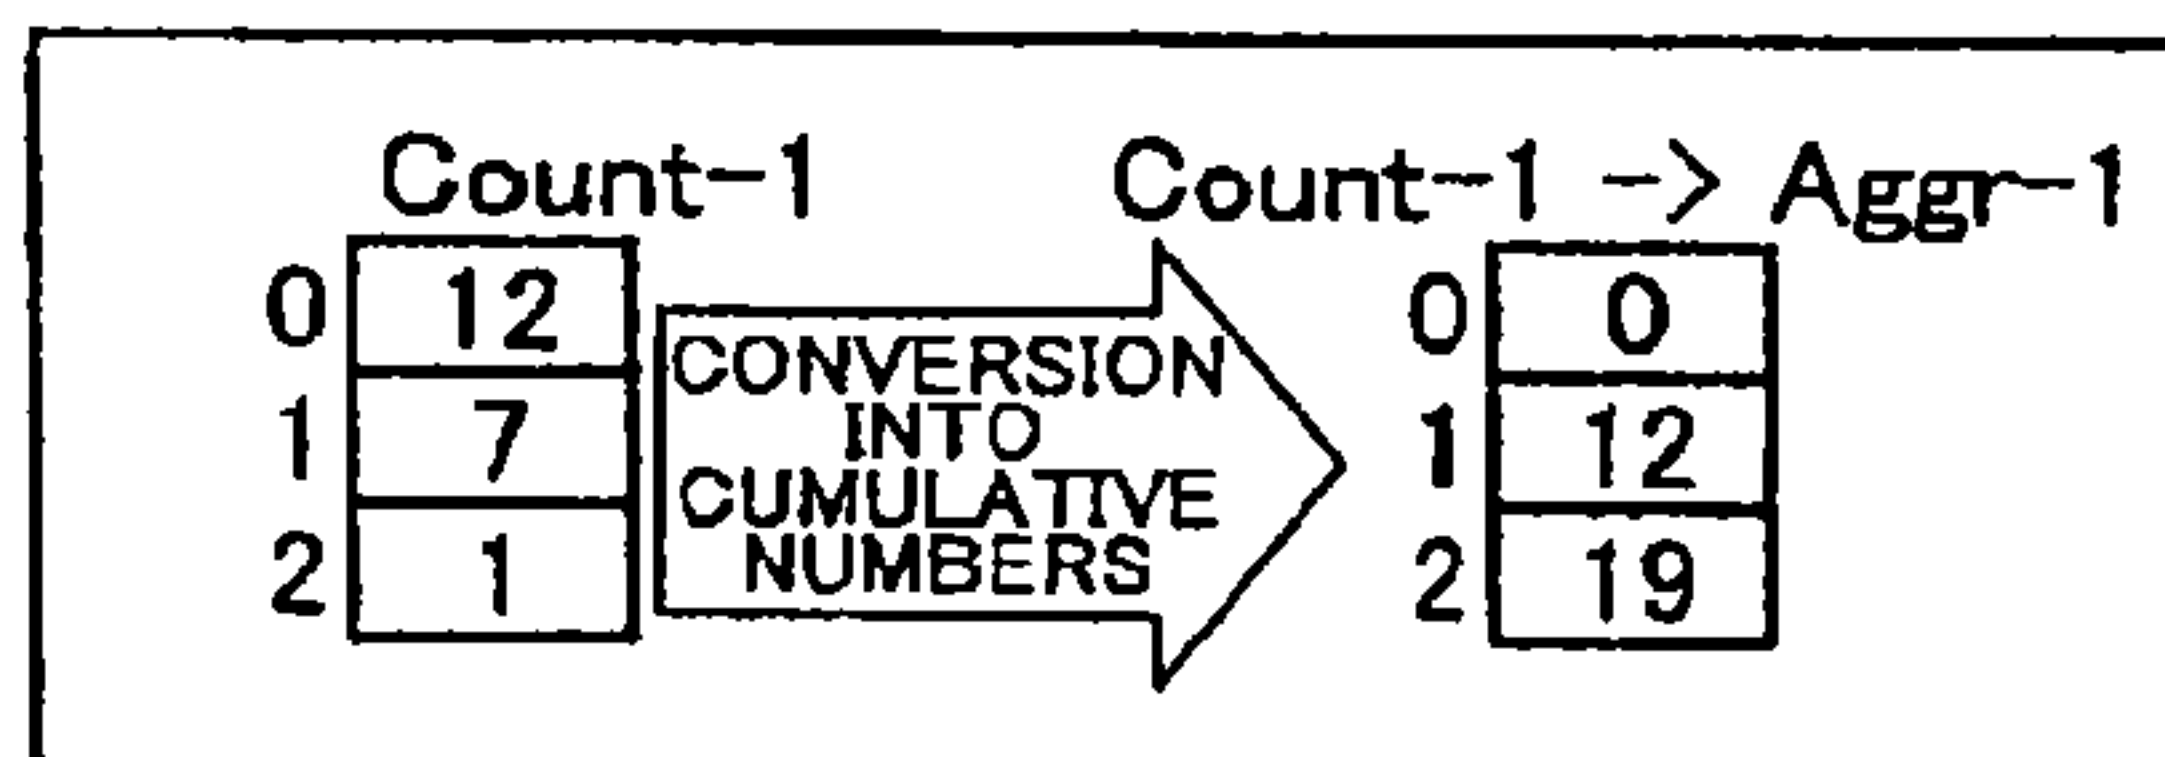 Count-1
Count-1 -> Aggr-1
0 12
1 7
2 1
CONVERSION
INTO
CUMULATIVE
NUMBERS
0 0
1 12
2 19